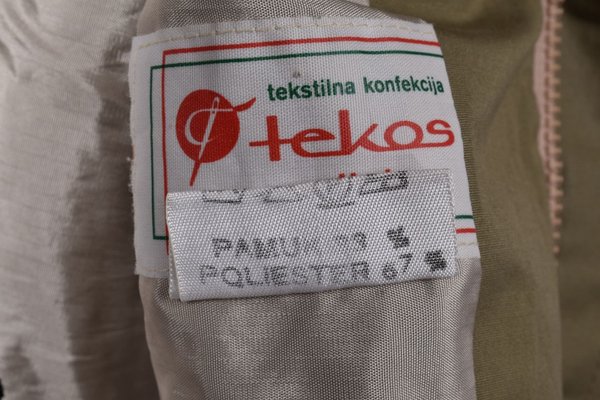 tekstilna konfekcija
tekos
PAMUK 33 %
POLIESTER 67 %